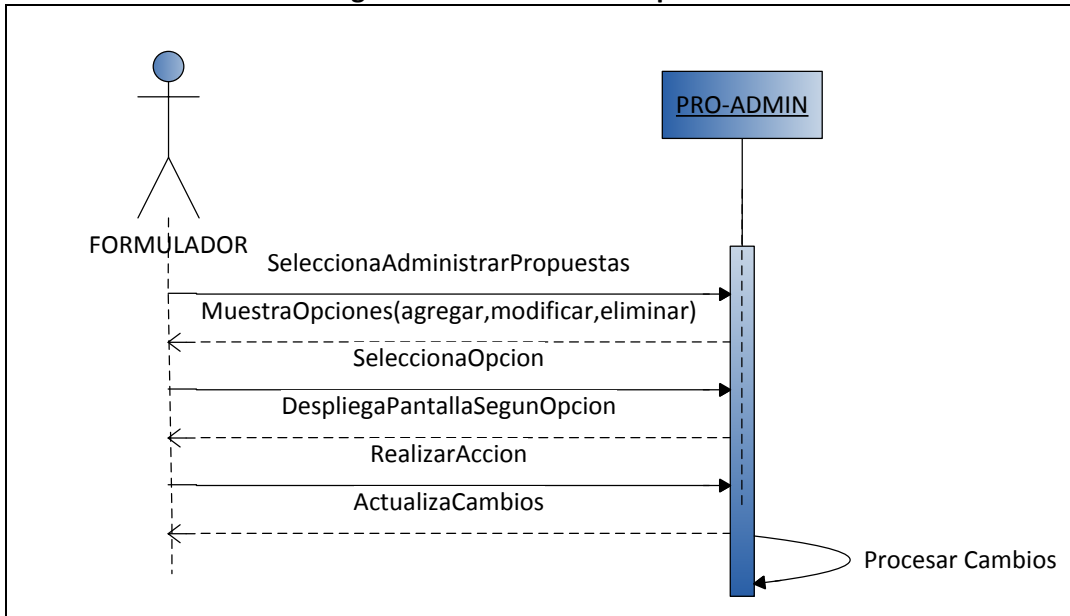 PRO-ADMIN
FORMULADOR
SeleccionaAdministrarPropuestas
MuestraOpciones(agregar,modificar,eliminar)
SeleccionaOpcion
DespliegaPantallaSegunOpcion
RealizarAccion
ActualizaCambios
Procesar Cambios